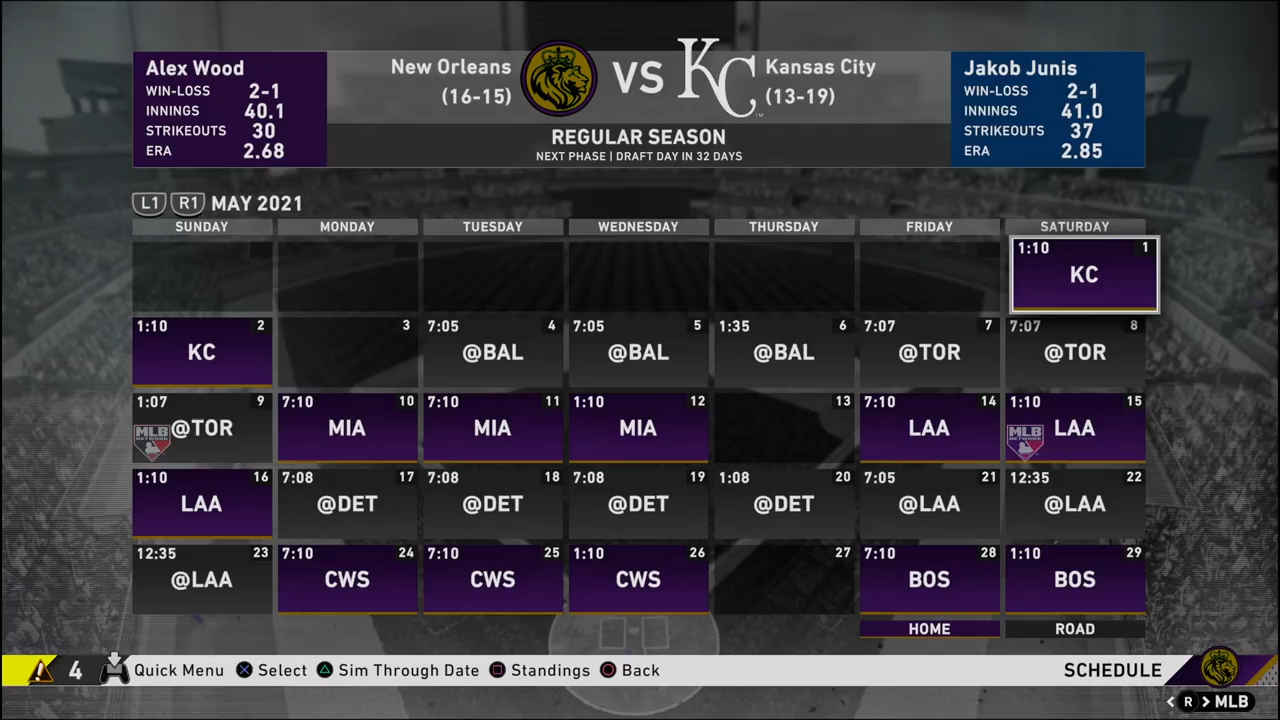 Alex Wood
WIN-LOSS 2-1
INNINGS 40.1
STRIKEOUTS 30
ERA 2.68
New Orleans
(16-15)
VS
KC
TM
Kansas City
(13-19)
REGULAR SEASON
NEXT PHASE | DRAFT DAY IN 32 DAYS
Jakob Junis
WIN-LOSS 2-1
INNINGS 41.0
STRIKEOUTS 37
ERA 2.85
L1 R1 MAY 2021
SUNDAY MONDAY TUESDAY WEDNESDAY THURSDAY FRIDAY SATURDAY
1:10 1
KC
1:10 2 3 7:05 4 7:05 5 1:35 6 7:07 7 7:07 8
KC @BAL @BAL @BAL @TOR @TOR
1:07 9 7:10 10 7:10 11 1:10 12 13 7:10 14 1:10 15
MLB NETWORK @TOR MIA MIA MIA LAA MLB NETWORK LAA
1:10 16 7:08 17 7:08 18 7:08 19 1:08 20 7:05 21 12:35 22
LAA @DET @DET @DET @DET @LAA @LAA
12:35 23 7:10 24 7:10 25 1:10 26 27 7:10 28 1:10 29
@LAA CWS CWS CWS BOS BOS
HOME ROAD
4 Quick Menu Select Sim Through Date Standings Back SCHEDULE
< R > MLB